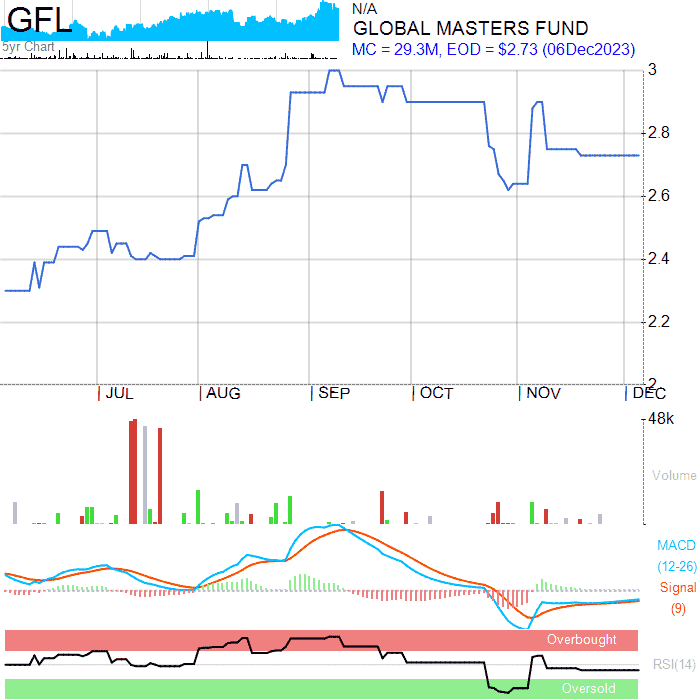 GFL
5yr Chart
N/A
GLOBAL MASTERS FUND
MC = 29.3M, EOD = $2.73 (06Dec2023)
3
2.8
2.6
2.4
2.2
2
JUL AUG SEP OCT NOV DEC
48k
Volume
MACD
(12-26)
Signal
(9)
Overbought
RSI(14)
Oversold